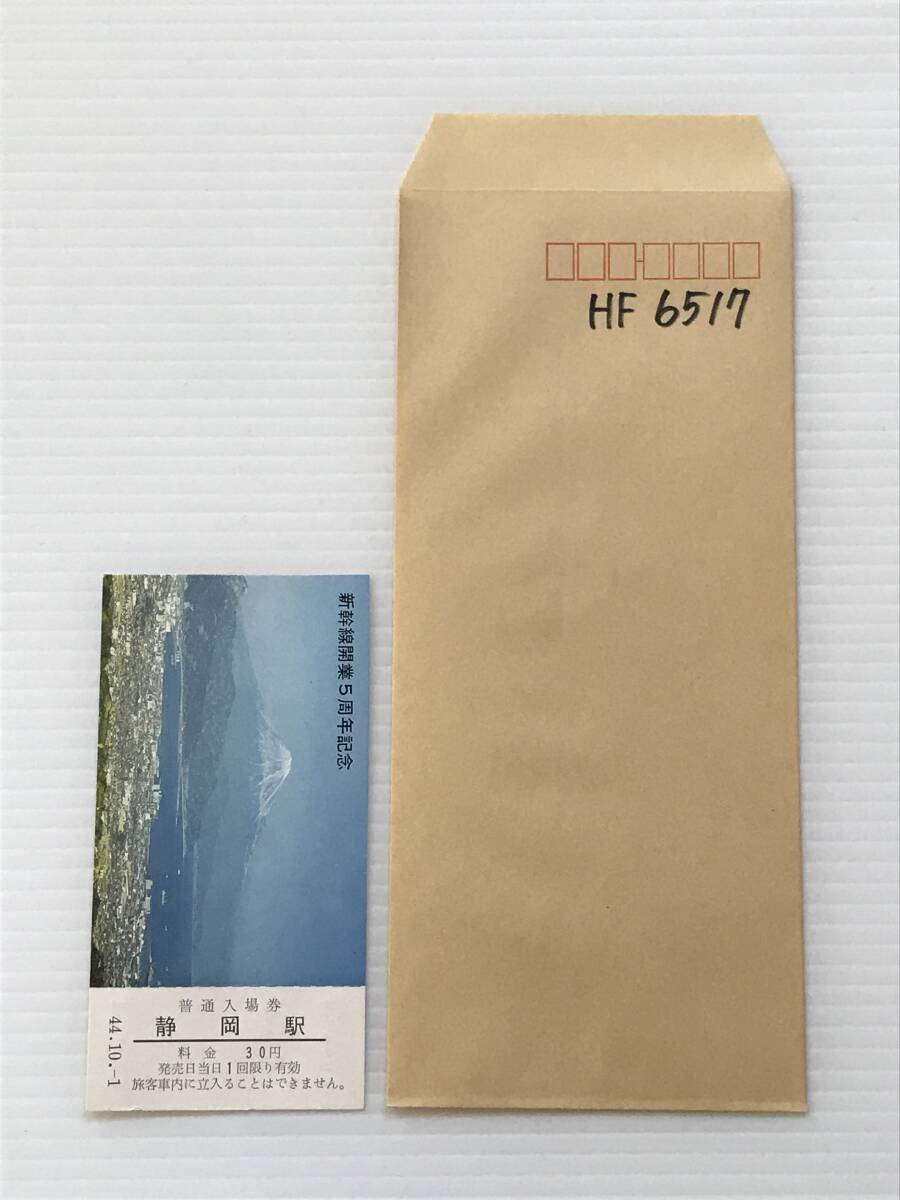 HF 6517
新幹線開業5周年記念
普通入場券
静岡駅
料金 30円
発売日当日1回限り有効
旅客車内に立入ることはできません。
44.10.-1